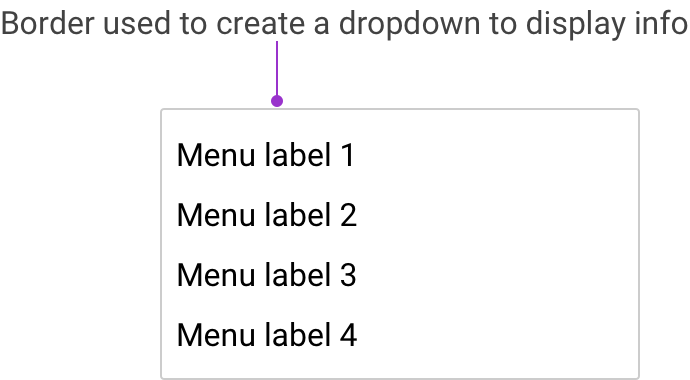 Border used to create a dropdown to display info
Menu label 1
Menu label 2
Menu label 3
Menu label 4